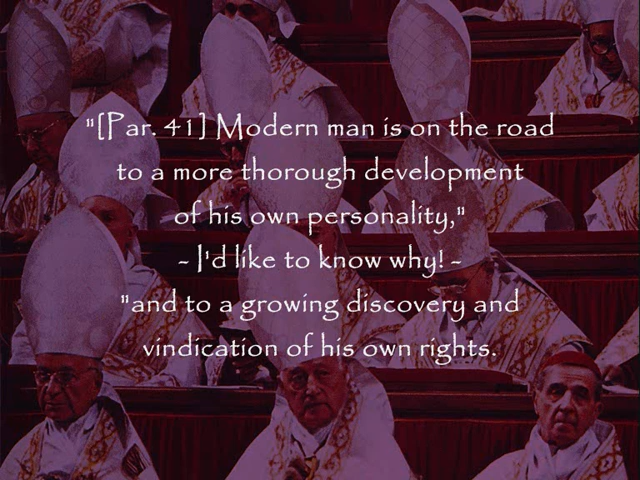 "[Par. 41] Modern man is on the road
to a more thorough development
of his own personality,"
- I'd like to know why! -
"and to a growing discovery and
vindication of his own rights.